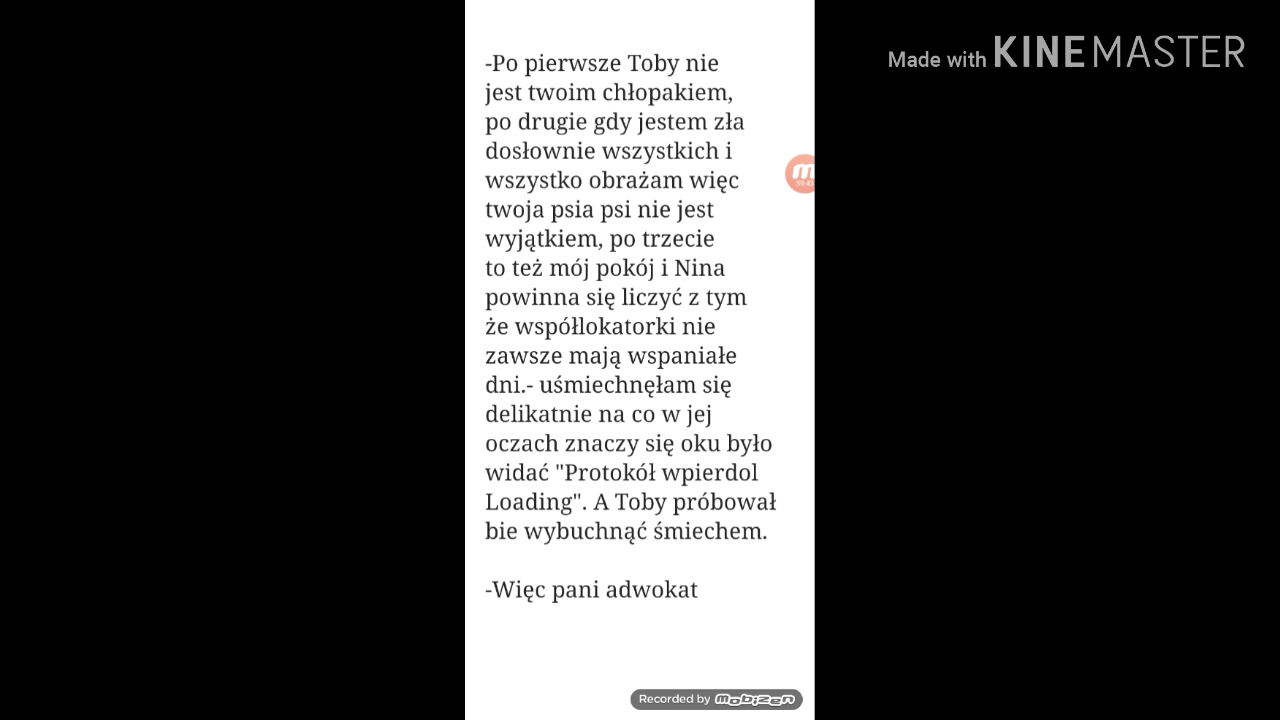 -Po pierwsze Toby nie
jest twoim chłopakiem,
po drugie gdy jestem zła
dosłownie wszystkich i
wszystko obrażam więc
twoja psia psi nie jest
wyjątkiem, po trzecie
to też mój pokój i Nina
powinna się liczyć z tym
że współlokatorki nie
zawsze mają wspaniałe
dni.- uśmiechnęłam się
delikatnie na co w jej
oczach znaczy się oku było
widać "Protokół wpierdol
Loading". A Toby próbował
bie wybuchnąć śmiechem.
-Więc pani adwokat
Made with KINEMASTER
Recorded by mobizen